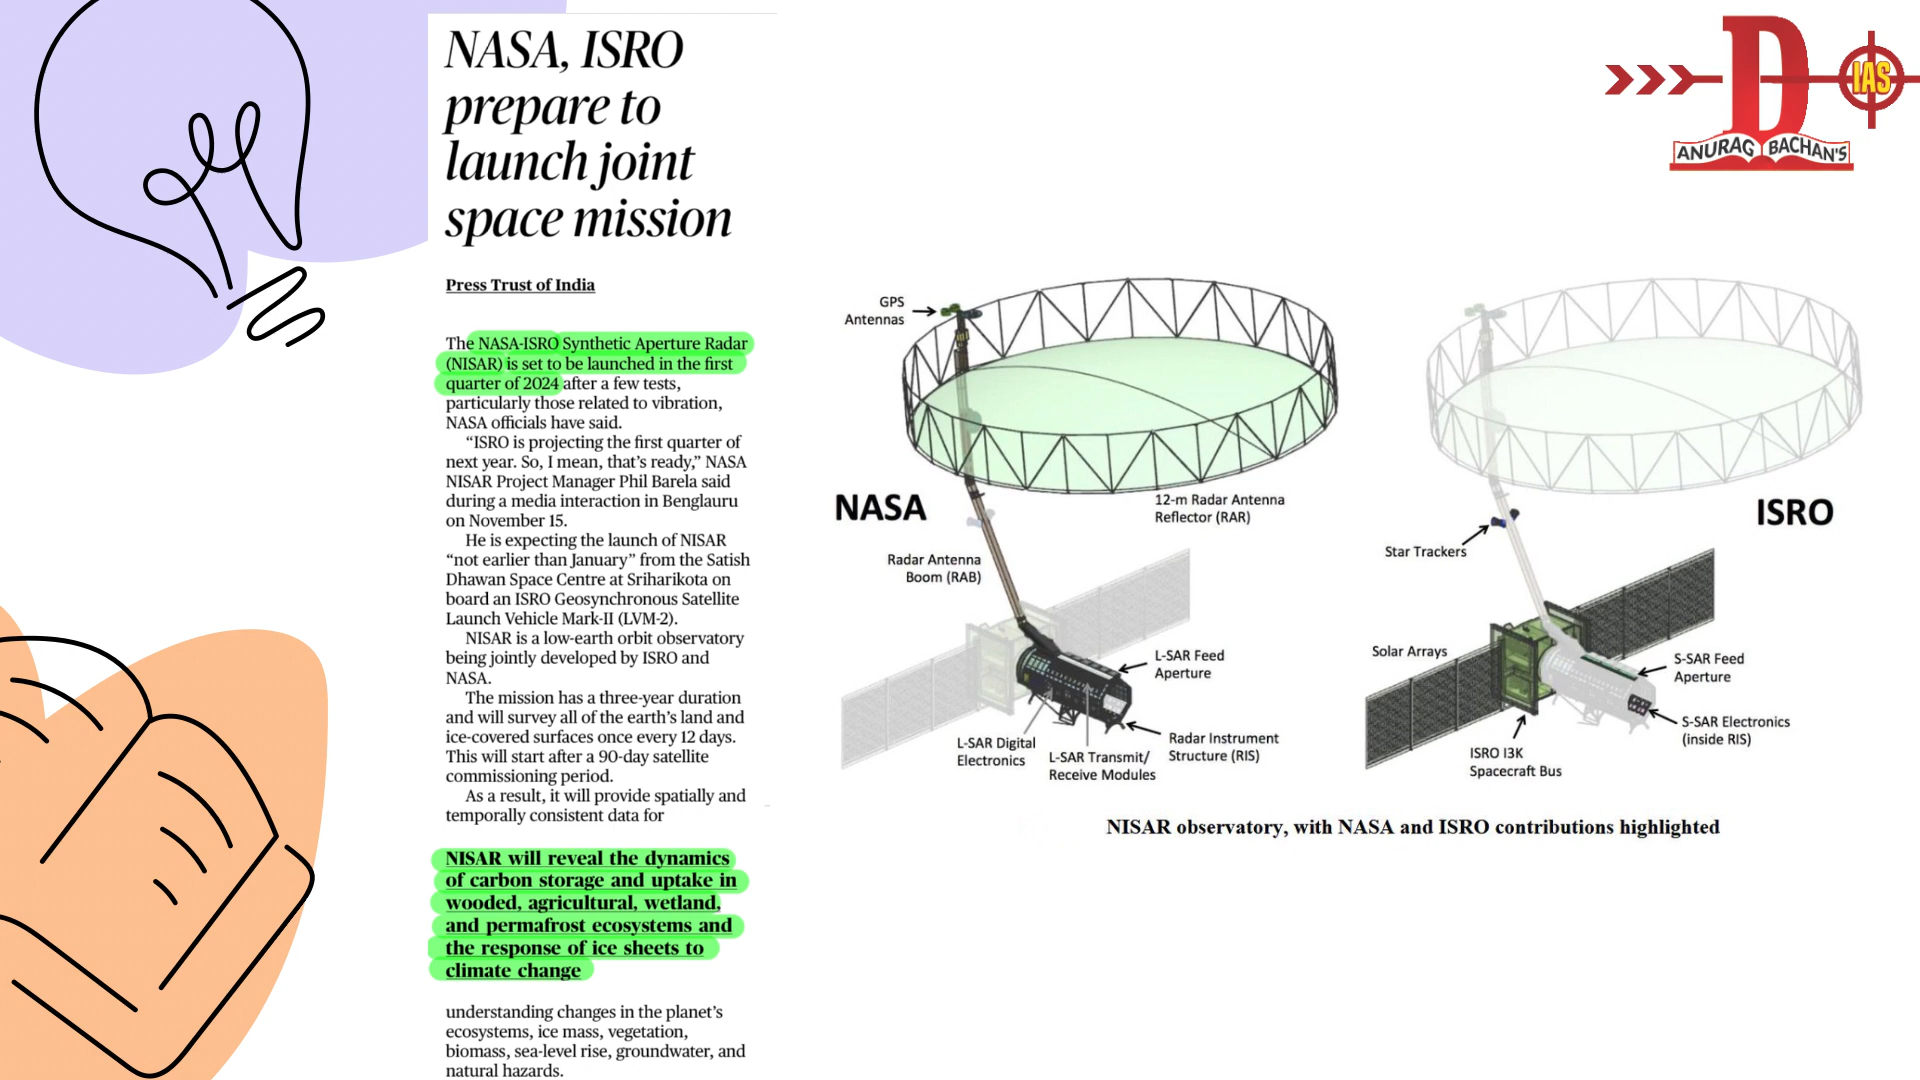 NASA, ISRO
prepare to
launch joint
space mission
Press Trust of India
The NASA-ISRO Synthetic Aperture Radar
(NISAR) is set to be launched in the first
quarter of 2024 after a few tests,
particularly those related to vibration,
NASA officials have said.
“ISRO is projecting the first quarter of
next year. So, I mean, that’s ready,” NASA
NISAR Project Manager Phil Barela said
during a media interaction in Benglauru
on November 15.
He is expecting the launch of NISAR
“not earlier than January” from the Satish
Dhawan Space Centre at Sriharikota on
board an ISRO Geosynchronous Satellite
Launch Vehicle Mark-II (LVM-2).
NISAR is a low-earth orbit observatory
being jointly developed by ISRO and
NASA.
The mission has a three-year duration
and will survey all of the earth’s land and
ice-covered surfaces once every 12 days.
This will start after a 90-day satellite
commissioning period.
As a result, it will provide spatially and
temporally consistent data for
NISAR will reveal the dynamics
of carbon storage and uptake in
wooded, agricultural, wetland,
and permafrost ecosystems and
the response of ice sheets to
climate change
understanding changes in the planet’s
ecosystems, ice mass, vegetation,
biomass, sea-level rise, groundwater, and
natural hazards.
D
IAS
ANURAG BACHAN'S
GPS
Antennas
NASA
12-m Radar Antenna
Reflector (RAR)
Radar Antenna
Boom (RAB)
L-SAR Feed
Aperture
Radar Instrument
Structure (RIS)
L-SAR Digital
Electronics
L-SAR Transmit/
Receive Modules
ISRO
Star Trackers
Solar Arrays
S-SAR Feed
Aperture
S-SAR Electronics
(inside RIS)
ISRO I3K
Spacecraft Bus
NISAR observatory, with NASA and ISRO contributions highlighted